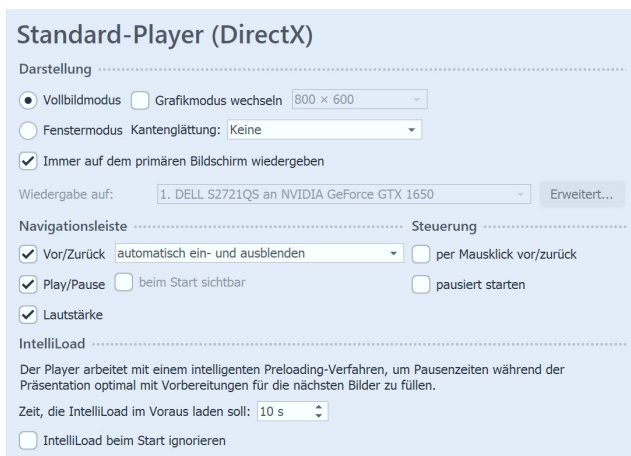 Standard-Player (DirectX)
Darstellung
Vollbildmodus Grafikmodus wechseln 800 × 600
Fenstermodus Kantenglättung: Keine
Immer auf dem primären Bildschirm wiedergeben
Wiedergabe auf: 1. DELL S2721QS an NVIDIA GeForce GTX 1650 Erweitert...
Navigationsleiste Steuerung
Vor/Zurück automatisch ein- und ausblenden per Mausklick vor/zurück
Play/Pause beim Start sichtbar pausiert starten
Lautstärke
IntelliLoad
Der Player arbeitet mit einem intelligenten Preloading-Verfahren, um Pausenzeiten während der
Präsentation optimal mit Vorbereitungen für die nächsten Bilder zu füllen.
Zeit, die IntelliLoad im Voraus laden soll: 10 s
IntelliLoad beim Start ignorieren